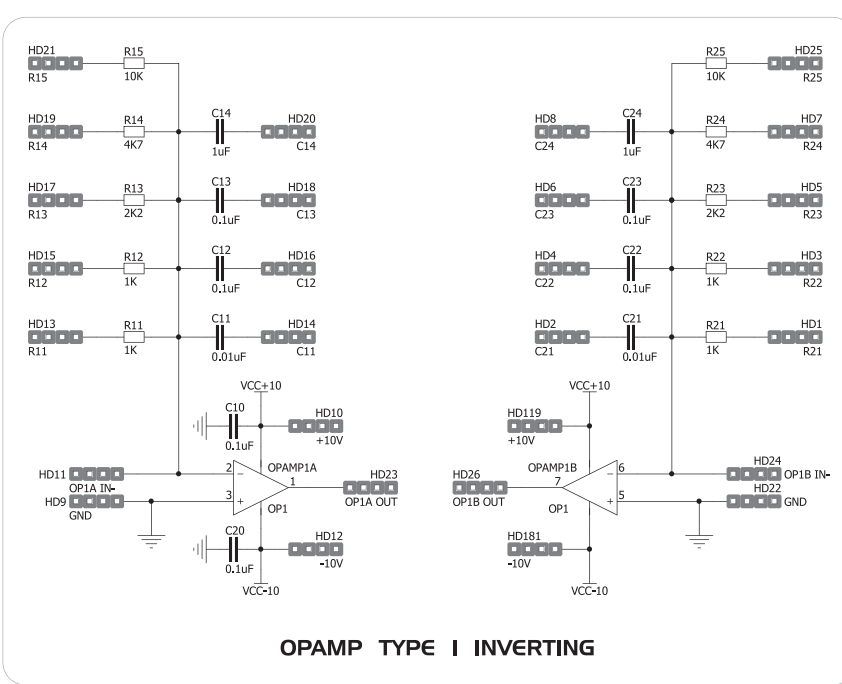 HD21 R15 R25 HD25
R15 10K 10K R25
HD19 R14 C14 HD20 HD8 C24 R24 HD7
R14 4K7 1uF C14 C24 1uF 4K7 R24
HD17 R13 C13 HD18 HD6 C23 R23 HD5
R13 2K2 0.1uF C13 C23 0.1uF 2K2 R23
HD15 R12 C12 HD16 HD4 C22 R22 HD3
R12 1K 0.1uF C12 C22 0.1uF 1K R22
HD13 R11 C11 HD14 HD2 C21 R21 HD1
R11 1K 0.01uF C11 C21 0.01uF 1K R21
VCC+10 VCC+10
C10 HD10 HD119
0.1uF +10V +10V
HD11 2 − OPAMP1A HD23 HD26 OPAMP1B 6 − HD24
OP1A IN- 1 7 OP1B IN-
HD9 3 + OP1A OUT OP1B OUT 5 + HD22
GND OP1 OP1 GND
C20 HD12 HD181
0.1uF -10V -10V
VCC-10 VCC-10
OPAMP TYPE I INVERTING